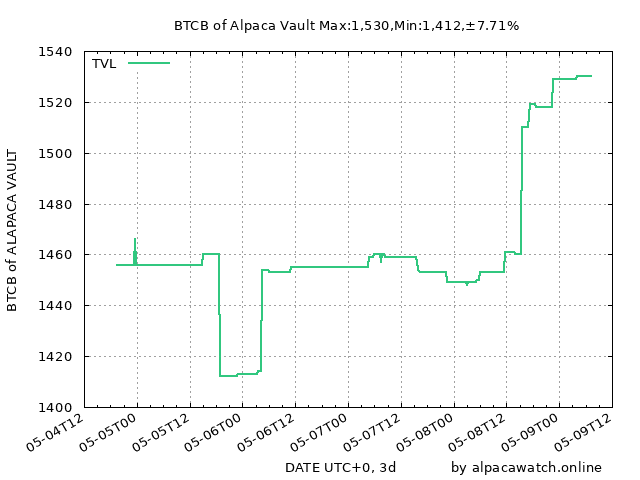 BTCB of Alpaca Vault Max:1,530,Min:1,412,±7.71%
TVL
1540
1520
1500
1480
1460
1440
1420
1400
BTCB of ALAPACA VAULT
05-04T12
05-05T00
05-05T12
05-06T00
05-06T12
05-07T00
05-07T12
05-08T00
05-08T12
05-09T00
05-09T12
DATE UTC+0, 3d
by alpacawatch.online